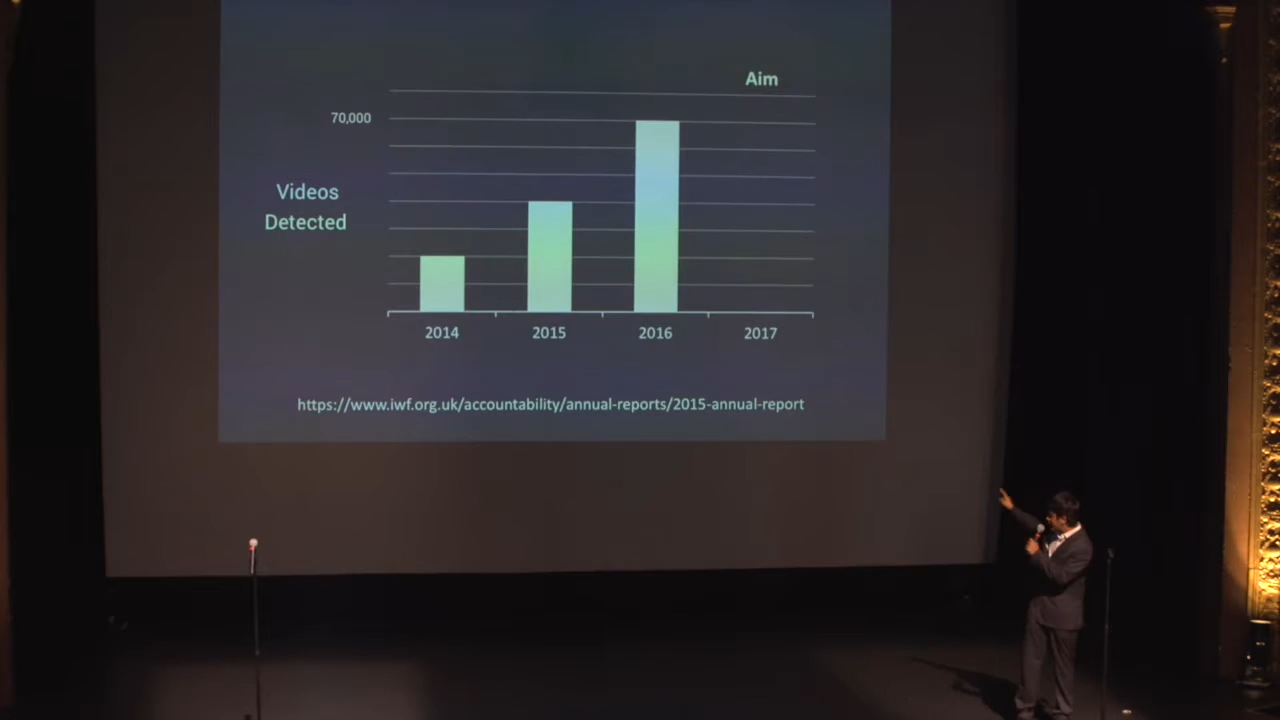 Aim
70,000
Videos
Detected
2014 2015 2016 2017
https://www.iwf.org.uk/accountability/annual-reports/2015-annual-report